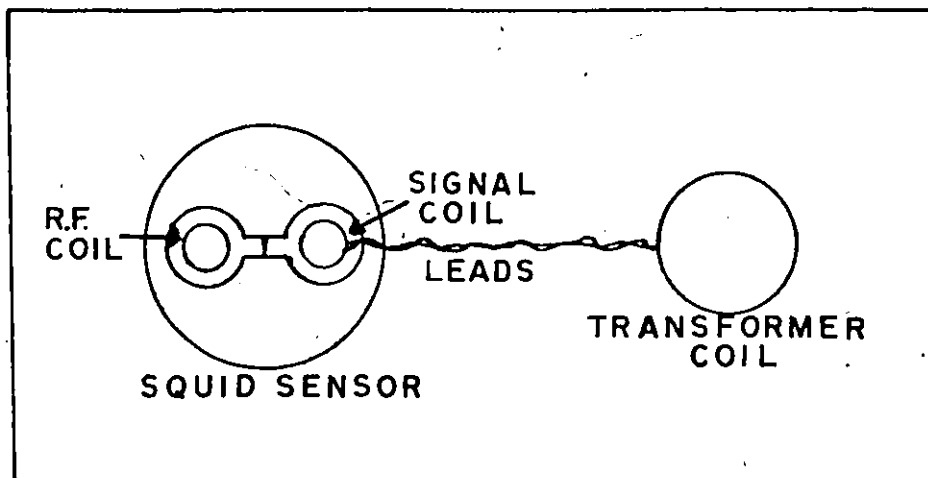 R.F.
COIL
SIGNAL
COIL
LEADS
TRANSFORMER
COIL
SQUID SENSOR